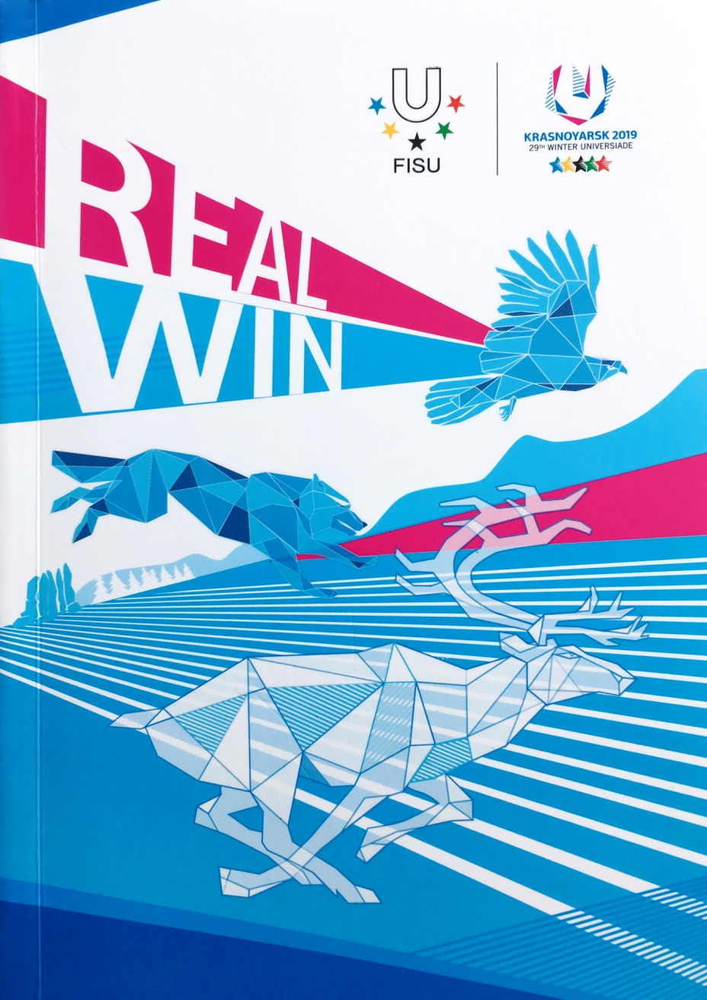 FISU
KRASNOYARSK 2019
29TH WINTER UNIVERSIADE
REAL
WIN